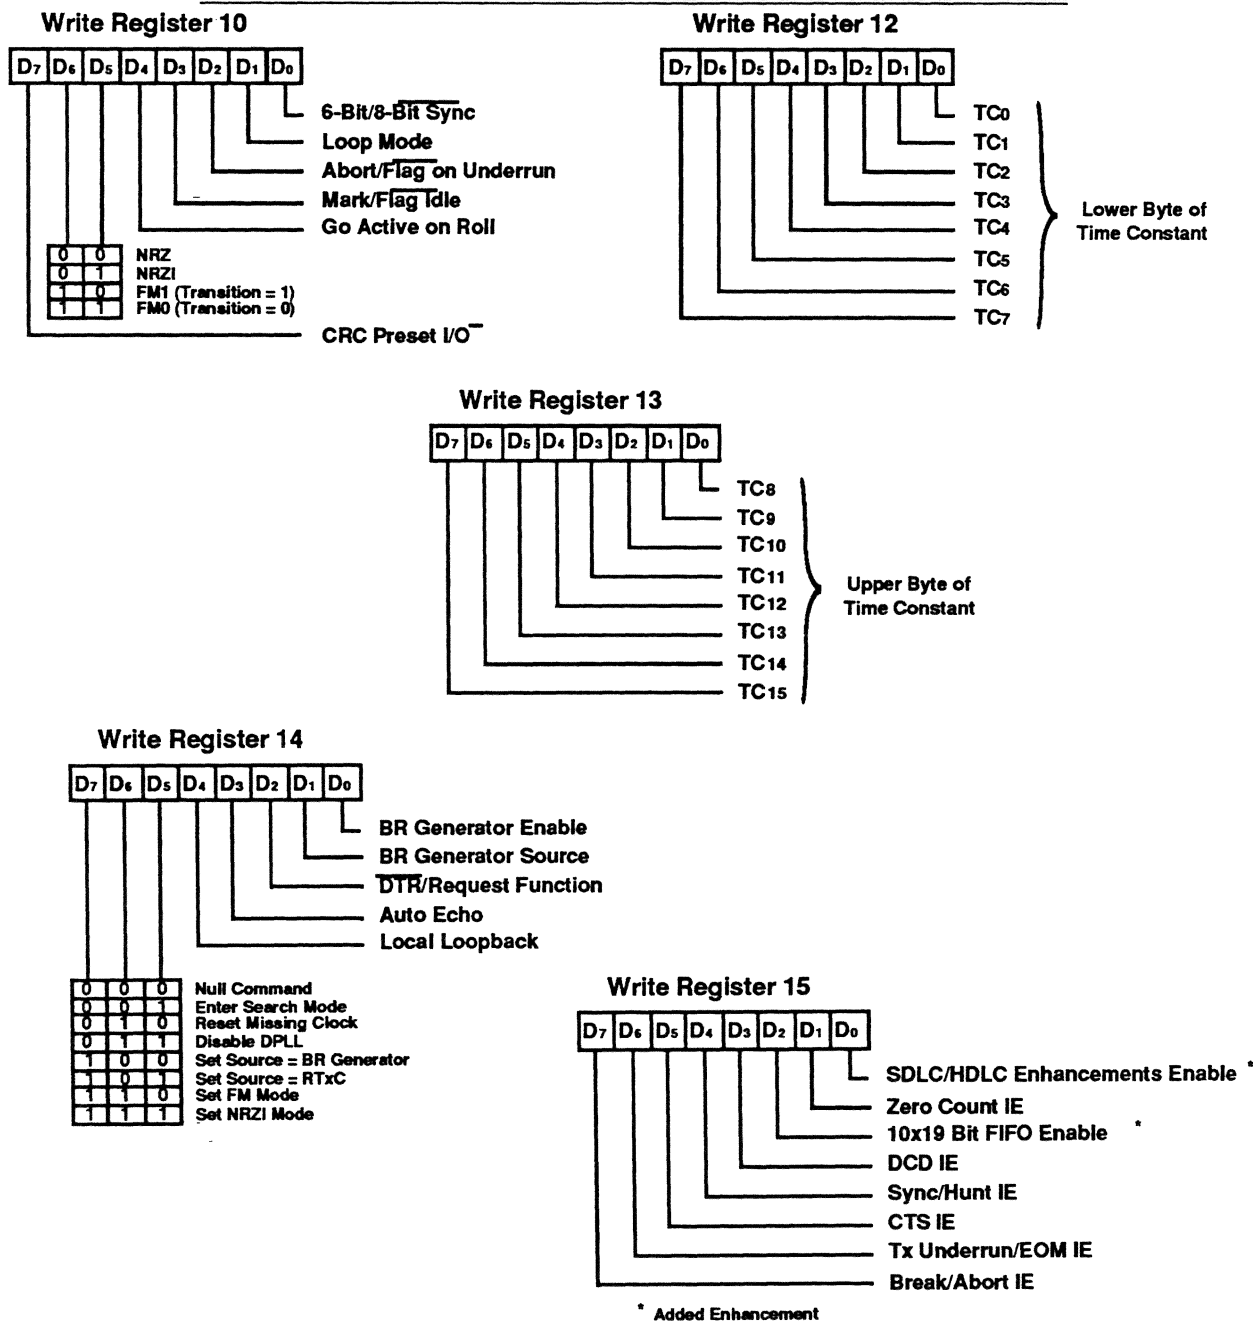 Write Register 10
D7 D6 D5 D4 D3 D2 D1 D0
6-Bit/8-Bit Sync
Loop Mode
Abort/Flag on Underrun
Mark/Flag Idle
Go Active on Roll
0 0 NRZ
0 1 NRZI
1 0 FM1 (Transition = 1)
1 1 FM0 (Transition = 0)
CRC Preset I/O
Write Register 12
D7 D6 D5 D4 D3 D2 D1 D0
TC0
TC1
TC2
TC3
TC4
TC5
TC6
TC7
Lower Byte of
Time Constant
Write Register 13
D7 D6 D5 D4 D3 D2 D1 D0
TC8
TC9
TC10
TC11
TC12
TC13
TC14
TC15
Upper Byte of
Time Constant
Write Register 14
D7 D6 D5 D4 D3 D2 D1 D0
BR Generator Enable
BR Generator Source
DTR/Request Function
Auto Echo
Local Loopback
0 0 0 Null Command
0 0 1 Enter Search Mode
0 1 0 Reset Missing Clock
0 1 1 Disable DPLL
1 0 0 Set Source = BR Generator
1 0 1 Set Source = RTxC
1 1 0 Set FM Mode
1 1 1 Set NRZI Mode
Write Register 15
D7 D6 D5 D4 D3 D2 D1 D0
SDLC/HDLC Enhancements Enable *
Zero Count IE
10x19 Bit FIFO Enable *
DCD IE
Sync/Hunt IE
CTS IE
Tx Underrun/EOM IE
Break/Abort IE
* Added Enhancement